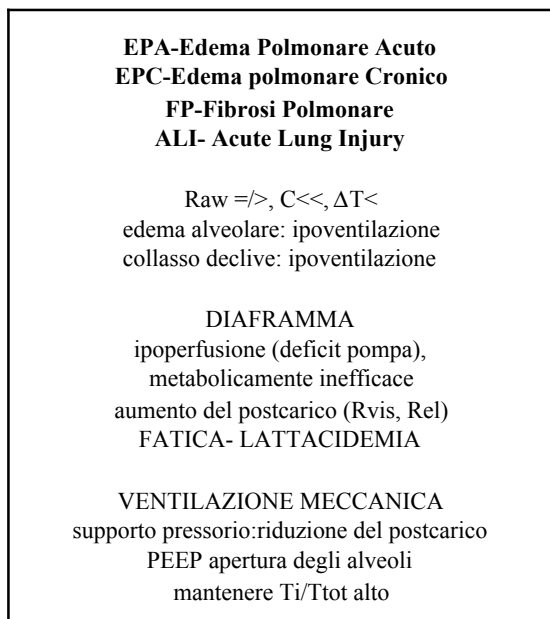 EPA-Edema Polmonare Acuto
EPC-Edema polmonare Cronico
FP-Fibrosi Polmonare
ALI- Acute Lung Injury
Raw =/>, C<<, ΔT<
edema alveolare: ipoventilazione
collasso declive: ipoventilazione
DIAFRAMMA
ipoperfusione (deficit pompa),
metabolicamente inefficace
aumento del postcarico (Rvis, Rel)
FATICA- LATTACIDEMIA
VENTILAZIONE MECCANICA
supporto pressorio:riduzione del postcarico
PEEP apertura degli alveoli
mantenere Ti/Ttot alto